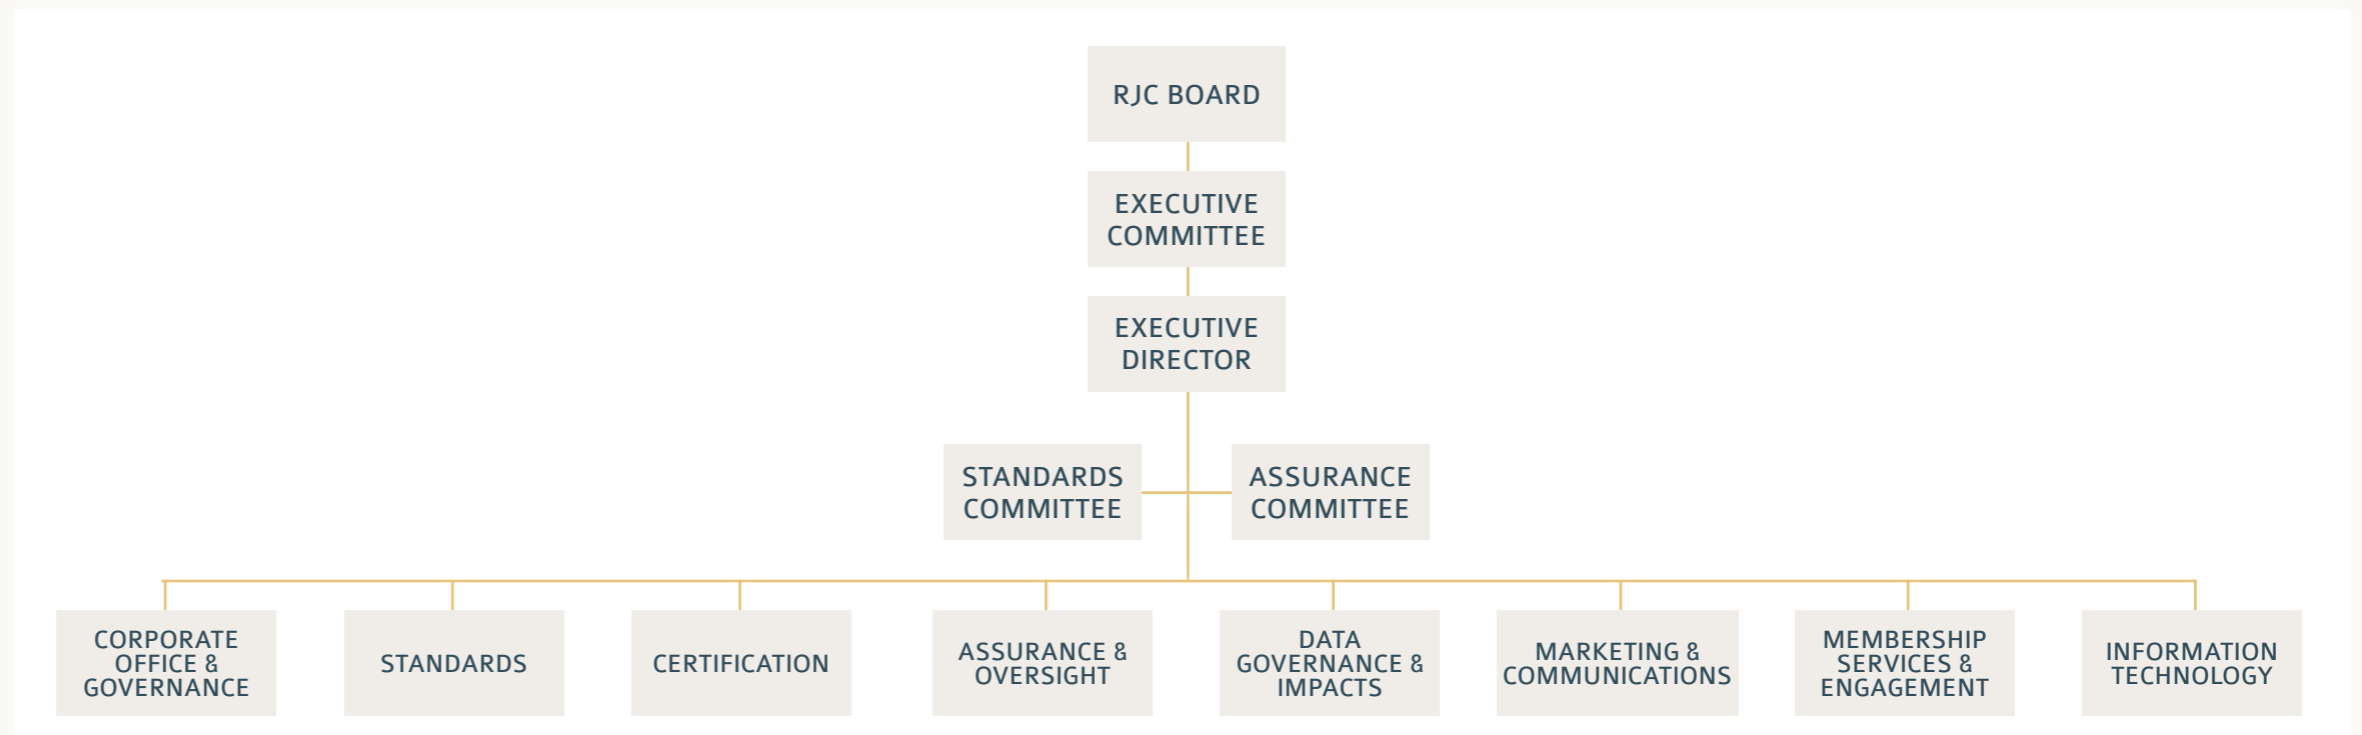 RJC BOARD
EXECUTIVE
COMMITTEE
EXECUTIVE
DIRECTOR
STANDARDS
COMMITTEE
ASSURANCE
COMMITTEE
CORPORATE
OFFICE &
GOVERNANCE
STANDARDS
CERTIFICATION
ASSURANCE &
OVERSIGHT
DATA
GOVERNANCE &
IMPACTS
MARKETING &
COMMUNICATIONS
MEMBERSHIP
SERVICES &
ENGAGEMENT
INFORMATION
TECHNOLOGY